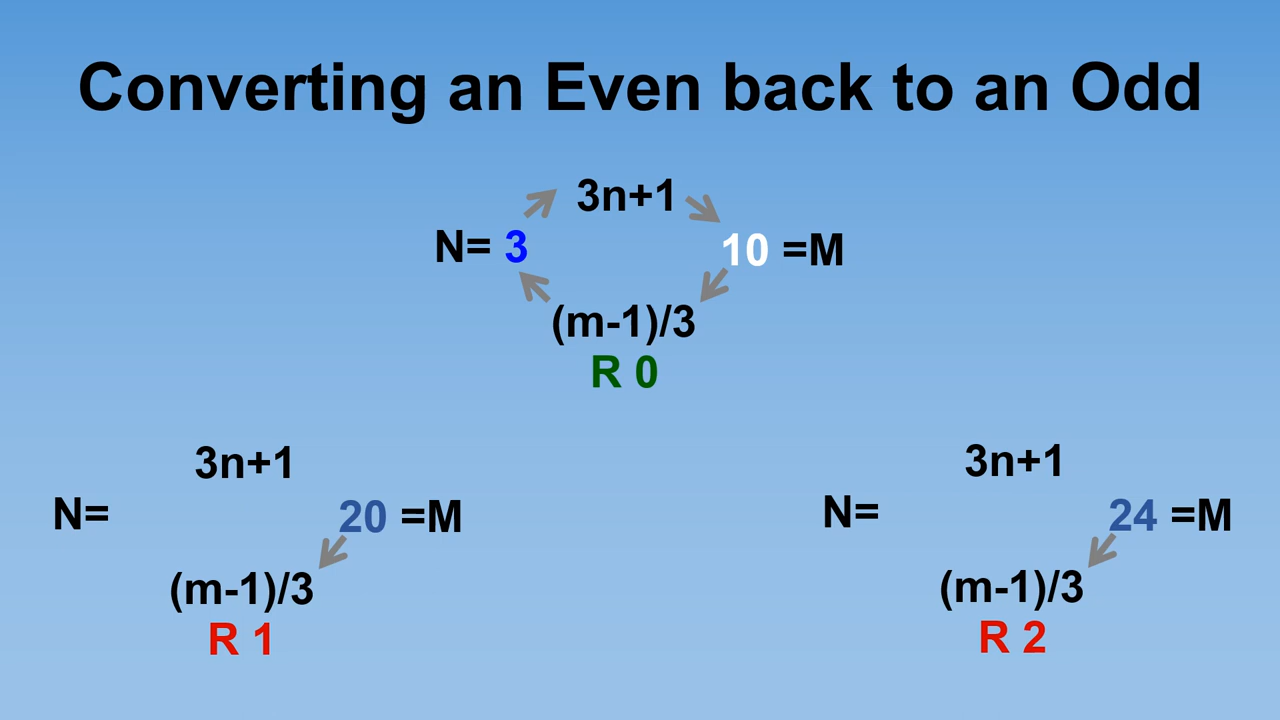 Converting an Even back to an Odd
3n+1
N= 3
10 =M
(m-1)/3
R 0
3n+1
N=
20 =M
(m-1)/3
R 1
3n+1
N=
24 =M
(m-1)/3
R 2